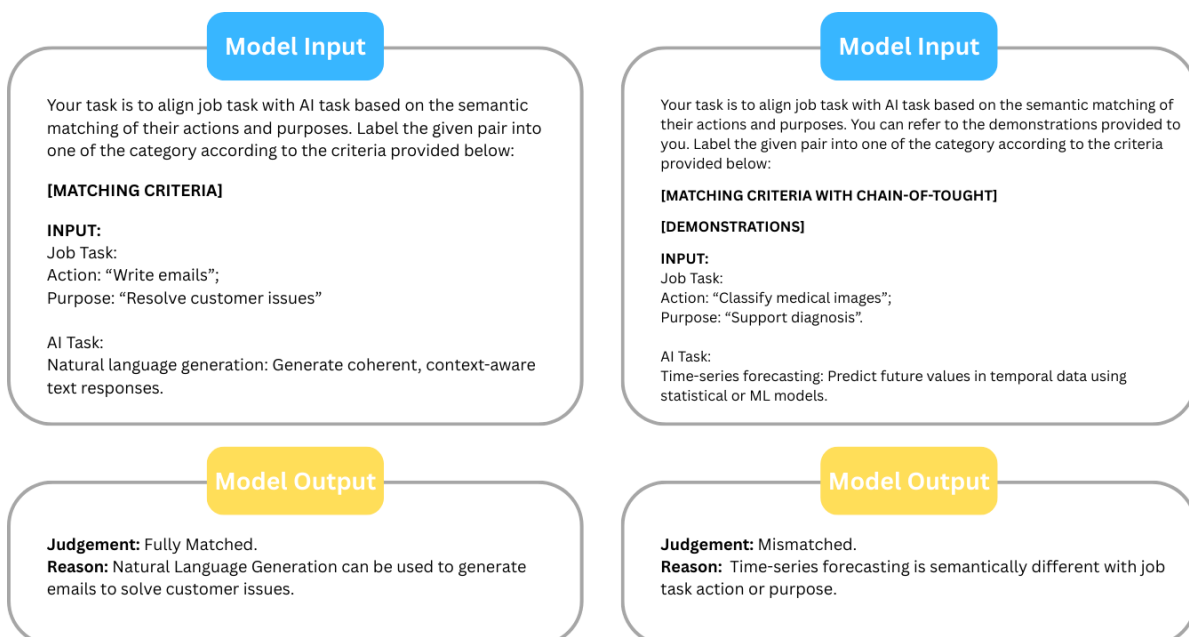 Model Input
Your task is to align job task with AI task based on the semantic
matching of their actions and purposes. Label the given pair into
one of the category according to the criteria provided below:
[MATCHING CRITERIA]
INPUT:
Job Task:
Action: “Write emails”;
Purpose: “Resolve customer issues”
AI Task:
Natural language generation: Generate coherent, context-aware
text responses.
Model Output
Judgement: Fully Matched.
Reason: Natural Language Generation can be used to generate
emails to solve customer issues.
Model Input
Your task is to align job task with AI task based on the semantic matching of
their actions and purposes. You can refer to the demonstrations provided to
you. Label the given pair into one of the category according to the criteria
provided below:
[MATCHING CRITERIA WITH CHAIN-OF-TOUGHT]
[DEMONSTRATIONS]
INPUT:
Job Task:
Action: “Classify medical images”;
Purpose: “Support diagnosis”.
AI Task:
Time-series forecasting: Predict future values in temporal data using
statistical or ML models.
Model Output
Judgement: Mismatched.
Reason: Time-series forecasting is semantically different with job
task action or purpose.